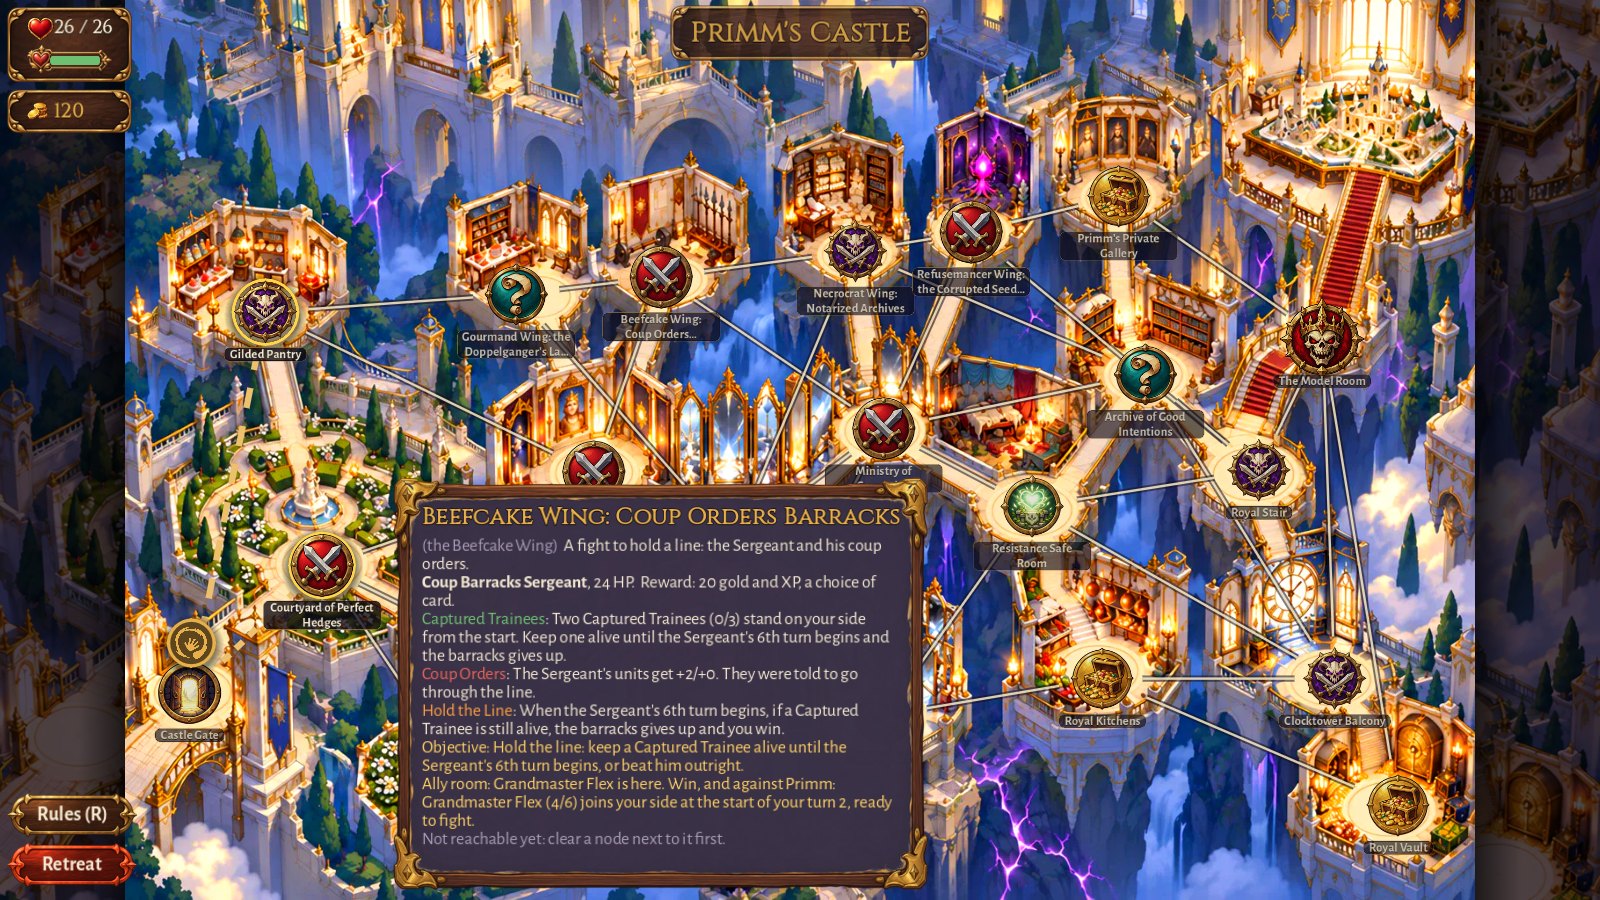 26 / 26
120
PRIMM'S CASTLE
Primm's Private
Gallery
Refusemancer Wing:
the Corrupted Seed...
Necrocrat Wing:
Notarized Archives
Beefcake Wing:
Coup Orders...
Gourmand Wing: the
Doppelganger's La...
Gilded Pantry
The Model Room
Archive of Good
Intentions
Ministry of
Royal Stair
Resistance Safe
Room
Courtyard of Perfect
Hedges
Castle Gate
Royal Kitchens
Clocktower Balcony
Royal Vault
BEEFCAKE WING: COUP ORDERS BARRACKS
(the Beefcake Wing) A fight to hold a line: the Sergeant and his coup
orders.
Coup Barracks Sergeant, 24 HP. Reward: 20 gold and XP, a choice of
card.
Captured Trainees: Two Captured Trainees (0/3) stand on your side
from the start. Keep one alive until the Sergeant's 6th turn begins and
the barracks gives up.
Coup Orders: The Sergeant's units get +2/+0. They were told to go
through the line.
Hold the Line: When the Sergeant's 6th turn begins, if a Captured
Trainee is still alive, the barracks gives up and you win.
Objective: Hold the line: keep a Captured Trainee alive until the
Sergeant's 6th turn begins, or beat him outright.
Ally room: Grandmaster Flex is here. Win, and against Primm:
Grandmaster Flex (4/6) joins your side at the start of your turn 2, ready
to fight.
Not reachable yet: clear a node next to it first.
Rules (R)
Retreat